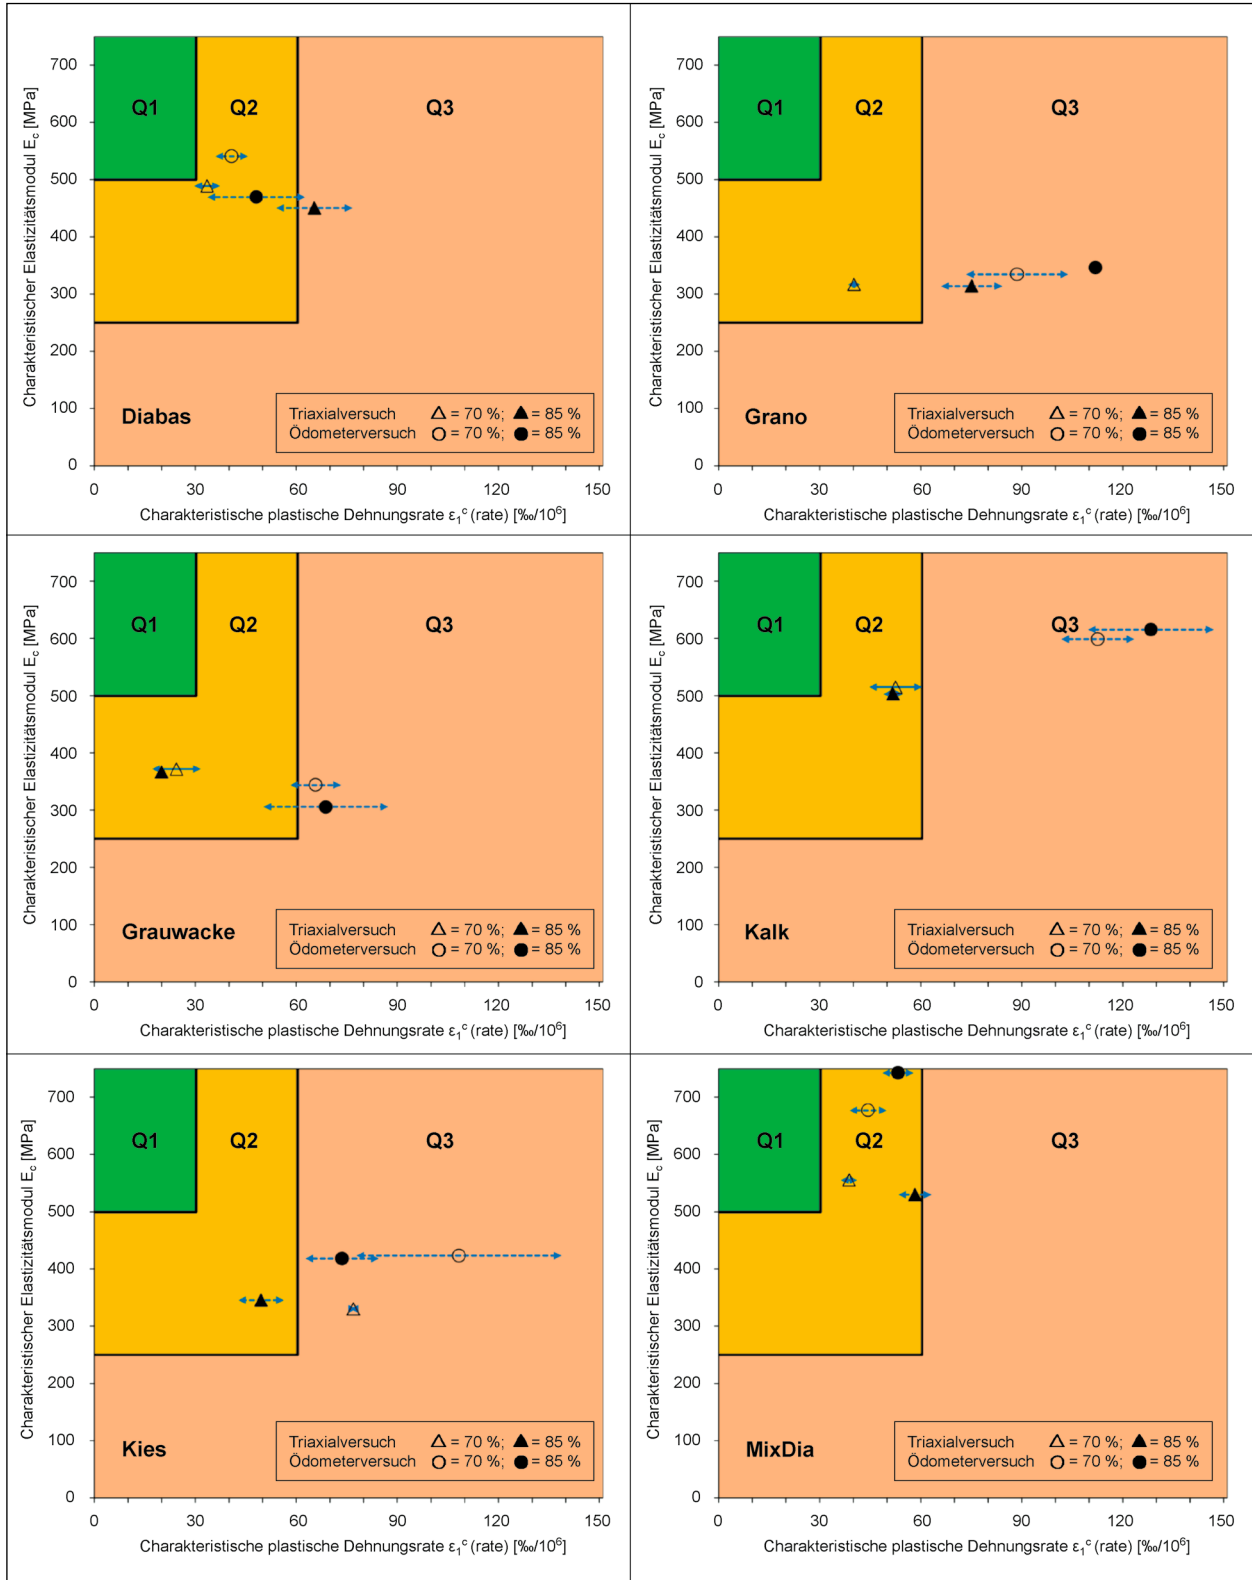 Charakteristischer Elastizitätsmodul E_c [MPa]
700
600
500
400
300
200
100
0
Q1
Q2
Q3
Diabas
Triaxialversuch △ = 70 %; ▲ = 85 %
Ödometerversuch ○ = 70 %; ● = 85 %
0 30 60 90 120 150
Charakteristische plastische Dehnungsrate ε₁ᶜ (rate) [‰/10⁶]
Charakteristischer Elastizitätsmodul E_c [MPa]
700
600
500
400
300
200
100
0
Q1
Q2
Q3
Grano
Triaxialversuch △ = 70 %; ▲ = 85 %
Ödometerversuch ○ = 70 %; ● = 85 %
0 30 60 90 120 150
Charakteristische plastische Dehnungsrate ε₁ᶜ (rate) [‰/10⁶]
Charakteristischer Elastizitätsmodul E_c [MPa]
700
600
500
400
300
200
100
0
Q1
Q2
Q3
Grauwacke
Triaxialversuch △ = 70 %; ▲ = 85 %
Ödometerversuch ○ = 70 %; ● = 85 %
0 30 60 90 120 150
Charakteristische plastische Dehnungsrate ε₁ᶜ (rate) [‰/10⁶]
Charakteristischer Elastizitätsmodul E_c [MPa]
700
600
500
400
300
200
100
0
Q1
Q2
Q3
Kalk
Triaxialversuch △ = 70 %; ▲ = 85 %
Ödometerversuch ○ = 70 %; ● = 85 %
0 30 60 90 120 150
Charakteristische plastische Dehnungsrate ε₁ᶜ (rate) [‰/10⁶]
Charakteristischer Elastizitätsmodul E_c [MPa]
700
600
500
400
300
200
100
0
Q1
Q2
Q3
Kies
Triaxialversuch △ = 70 %; ▲ = 85 %
Ödometerversuch ○ = 70 %; ● = 85 %
0 30 60 90 120 150
Charakteristische plastische Dehnungsrate ε₁ᶜ (rate) [‰/10⁶]
Charakteristischer Elastizitätsmodul E_c [MPa]
700
600
500
400
300
200
100
0
Q1
Q2
Q3
MixDia
Triaxialversuch △ = 70 %; ▲ = 85 %
Ödometerversuch ○ = 70 %; ● = 85 %
0 30 60 90 120 150
Charakteristische plastische Dehnungsrate ε₁ᶜ (rate) [‰/10⁶]